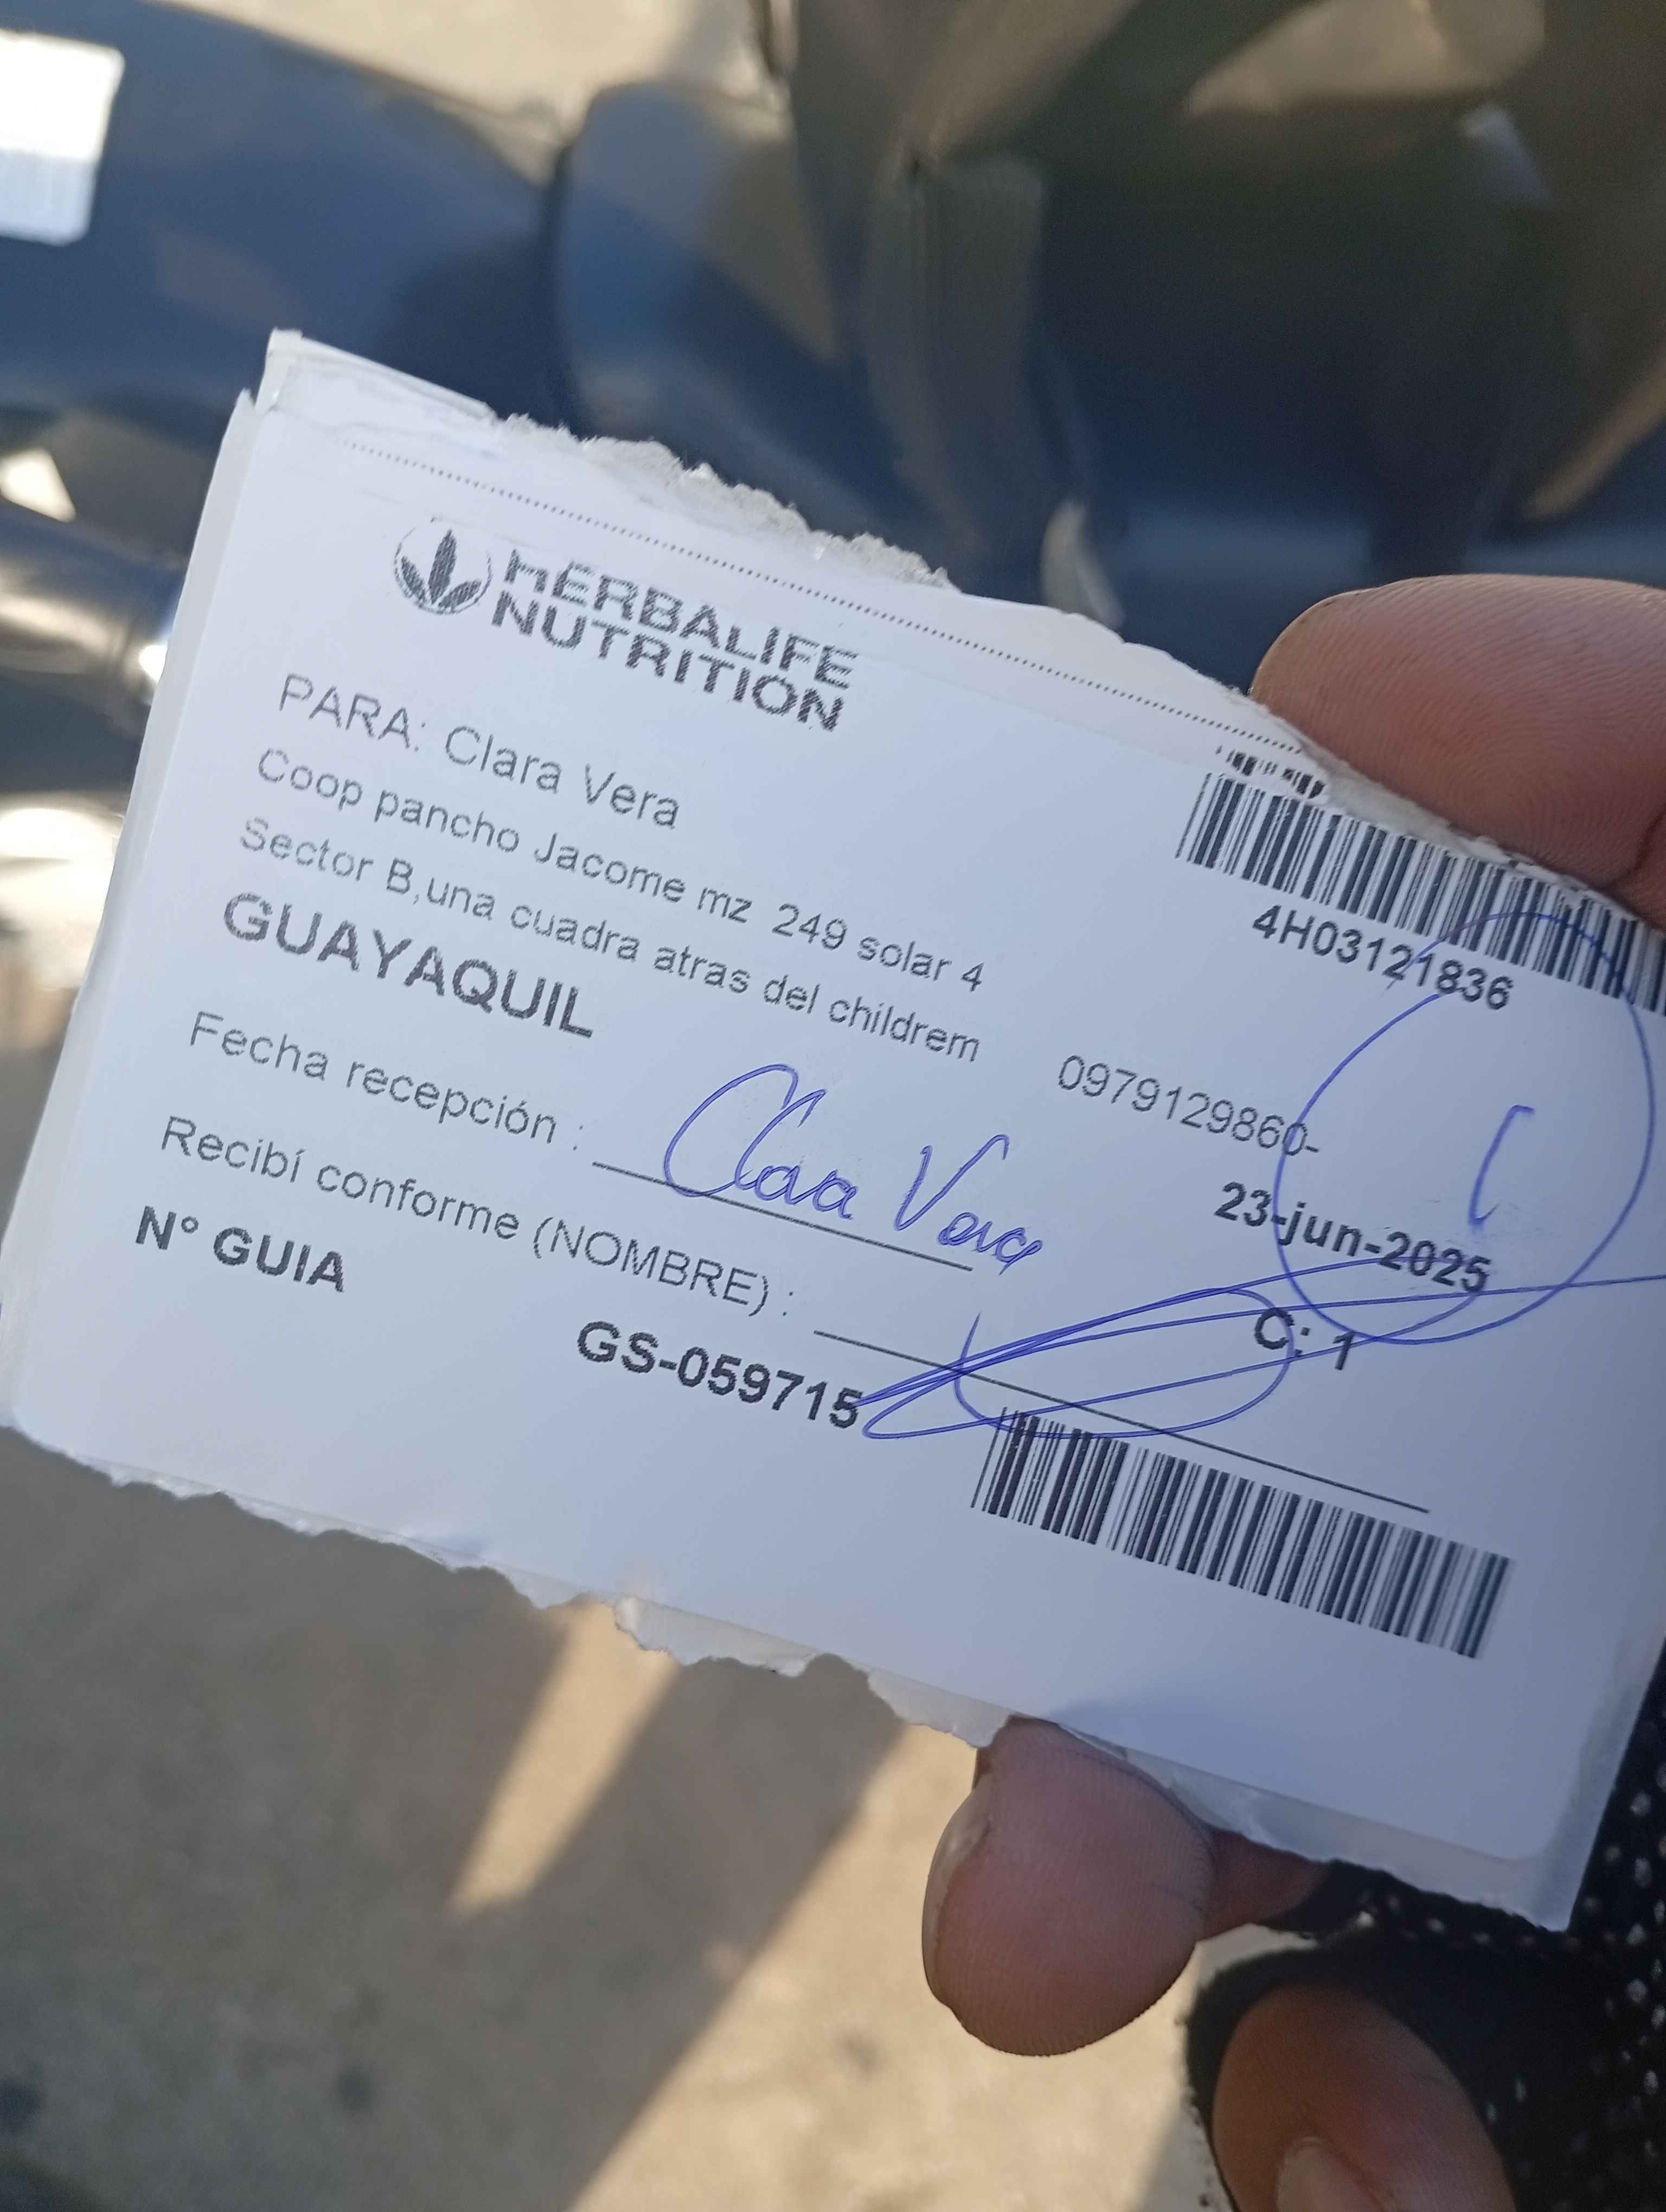 HERBALIFE
NUTRITION
PARA: Clara Vera
Coop pancho Jacome mz 249 solar 4
Sector B,una cuadra atras del childrem
GUAYAQUIL
4H03121836
0979129860-
Fecha recepción : Clara Vera
23-jun-2025
Recibí conforme (NOMBRE) :
C: 1
N° GUIA
GS-059715